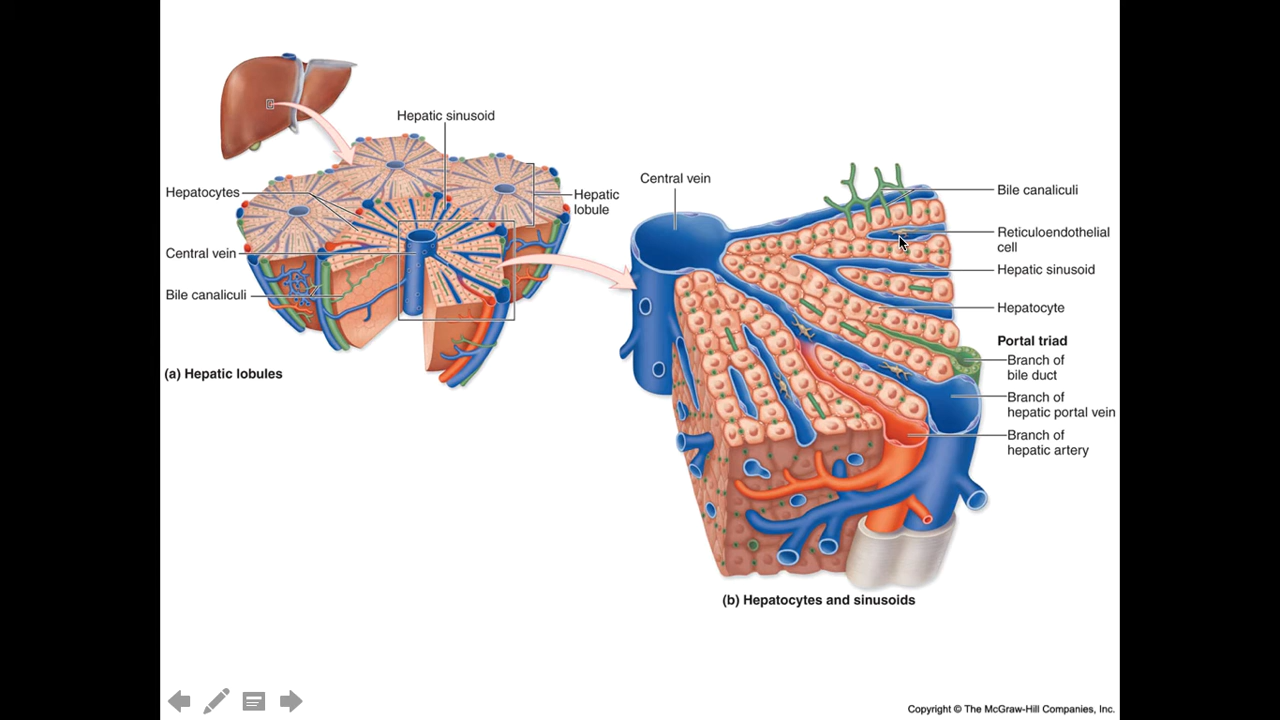 Hepatic sinusoid
Hepatocytes
Hepatic
lobule
Central vein
Bile canaliculi
(a) Hepatic lobules
Central vein
Bile canaliculi
Reticuloendothelial
cell
Hepatic sinusoid
Hepatocyte
Portal triad
Branch of
bile duct
Branch of
hepatic portal vein
Branch of
hepatic artery
(b) Hepatocytes and sinusoids
Copyright © The McGraw-Hill Companies, Inc.